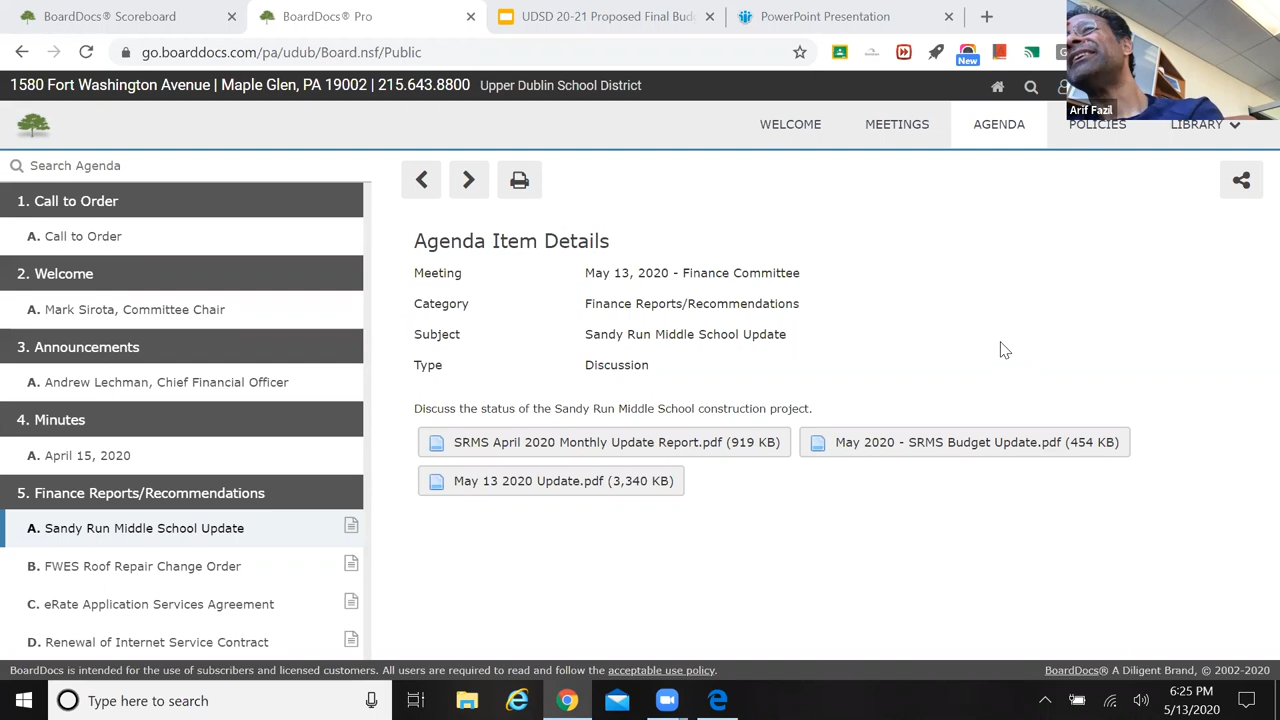 BoardDocs® Scoreboard
BoardDocs® Pro
UDSD 20-21 Proposed Final Bud
PowerPoint Presentation
go.boarddocs.com/pa/udub/Board.nsf/Public
New
G
1580 Fort Washington Avenue | Maple Glen, PA 19002 | 215.643.8800 Upper Dublin School District
Arif Fazil
WELCOME
MEETINGS
AGENDA
POLICIES
LIBRARY
Search Agenda
1. Call to Order
A. Call to Order
2. Welcome
A. Mark Sirota, Committee Chair
3. Announcements
A. Andrew Lechman, Chief Financial Officer
4. Minutes
A. April 15, 2020
5. Finance Reports/Recommendations
A. Sandy Run Middle School Update
B. FWES Roof Repair Change Order
C. eRate Application Services Agreement
D. Renewal of Internet Service Contract
Agenda Item Details
Meeting May 13, 2020 - Finance Committee
Category Finance Reports/Recommendations
Subject Sandy Run Middle School Update
Type Discussion
Discuss the status of the Sandy Run Middle School construction project.
SRMS April 2020 Monthly Update Report.pdf (919 KB)
May 2020 - SRMS Budget Update.pdf (454 KB)
May 13 2020 Update.pdf (3,340 KB)
BoardDocs is intended for the use of subscribers and licensed customers. All users are required to read and follow the acceptable use policy.
BoardDocs® A Diligent Brand, © 2002-2020
Type here to search
6:25 PM
5/13/2020